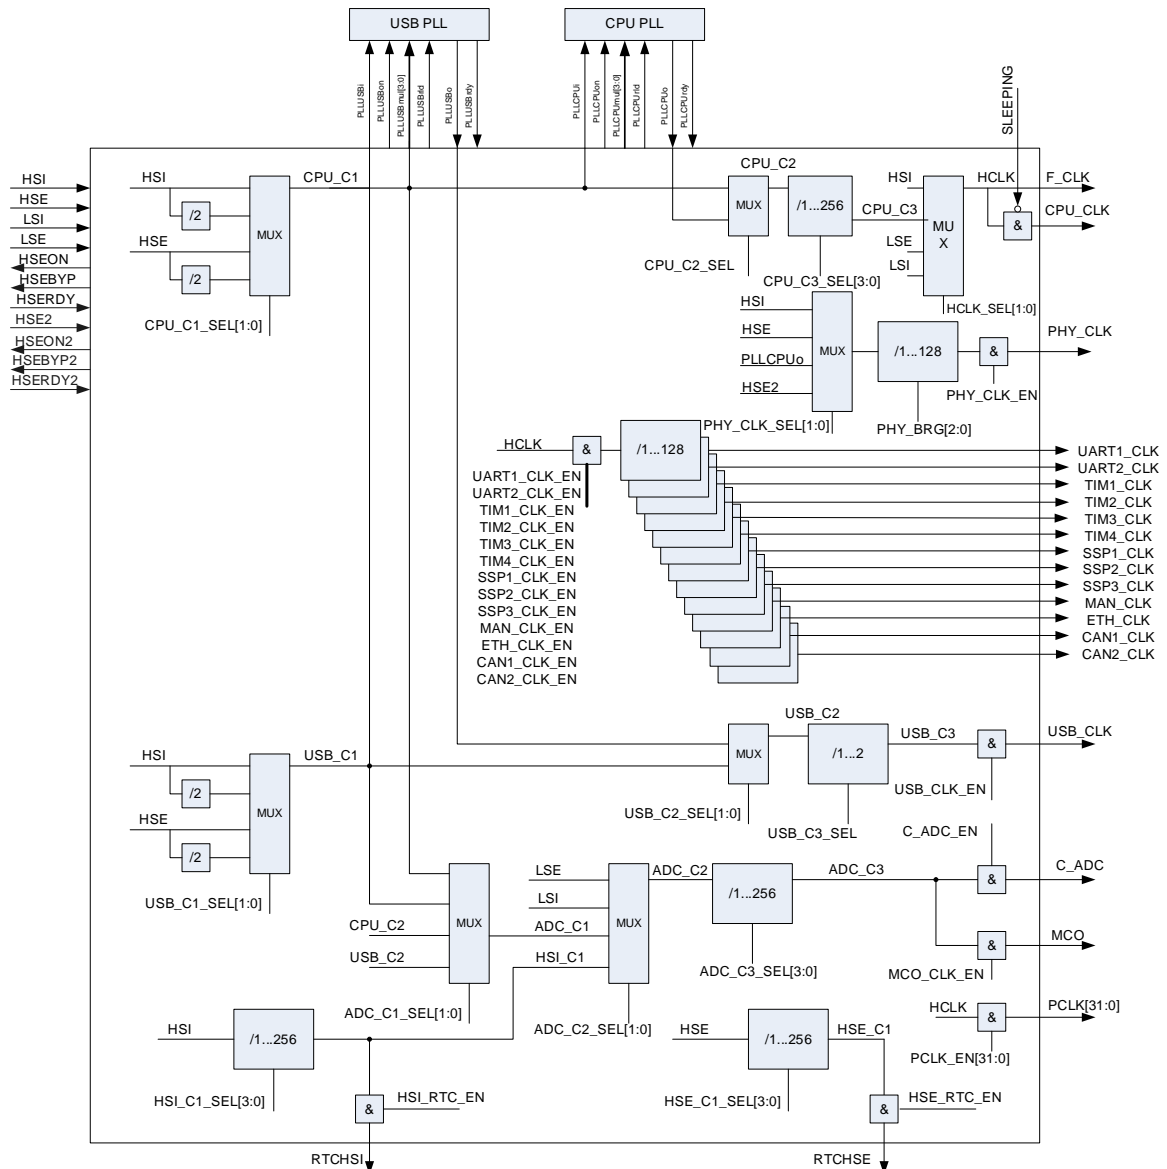 USB PLL
CPU PLL
PLLUSBi
PLLUSBon
PLLUSBmul[3:0]
PLLUSBrld
PLLUSBo
PLLUSBrdy
PLLCPUi
PLLCPUon
PLLCPUmul[3:0]
PLLCPUrld
PLLCPUo
PLLCPUrdy
SLEEPING
HSI
HSE
LSI
LSE
HSEON
HSEBYP
HSERDY
HSE2
HSEON2
HSEBYP2
HSERDY2
HSI
/2
HSE
/2
MUX
CPU_C1
CPU_C1_SEL[1:0]
CPU_C2
MUX
CPU_C2_SEL
/1...256
CPU_C3
CPU_C3_SEL[3:0]
HSI
LSE
LSI
MU
X
HCLK
HCLK_SEL[1:0]
&
F_CLK
CPU_CLK
HSI
HSE
PLLCPUo
HSE2
MUX
PHY_CLK_SEL[1:0]
/1...128
PHY_BRG[2:0]
&
PHY_CLK_EN
PHY_CLK
HCLK
&
/1...128
UART1_CLK_EN
UART2_CLK_EN
TIM1_CLK_EN
TIM2_CLK_EN
TIM3_CLK_EN
TIM4_CLK_EN
SSP1_CLK_EN
SSP2_CLK_EN
SSP3_CLK_EN
MAN_CLK_EN
ETH_CLK_EN
CAN1_CLK_EN
CAN2_CLK_EN
UART1_CLK
UART2_CLK
TIM1_CLK
TIM2_CLK
TIM3_CLK
TIM4_CLK
SSP1_CLK
SSP2_CLK
SSP3_CLK
MAN_CLK
ETH_CLK
CAN1_CLK
CAN2_CLK
HSI
/2
HSE
/2
MUX
USB_C1
USB_C1_SEL[1:0]
MUX
USB_C2
USB_C2_SEL[1:0]
/1...2
USB_C3
USB_C3_SEL
&
USB_CLK_EN
USB_CLK
CPU_C2
USB_C2
MUX
ADC_C1_SEL[1:0]
LSE
LSI
ADC_C1
HSI_C1
MUX
ADC_C2_SEL[1:0]
ADC_C2
/1...256
ADC_C3_SEL[3:0]
ADC_C3
C_ADC_EN
&
C_ADC
&
MCO_CLK_EN
MCO
HCLK
&
PCLK_EN[31:0]
PCLK[31:0]
HSI
/1...256
HSI_C1_SEL[3:0]
&
HSI_RTC_EN
RTCHSI
HSE
/1...256
HSE_C1_SEL[3:0]
HSE_C1
&
HSE_RTC_EN
RTCHSE